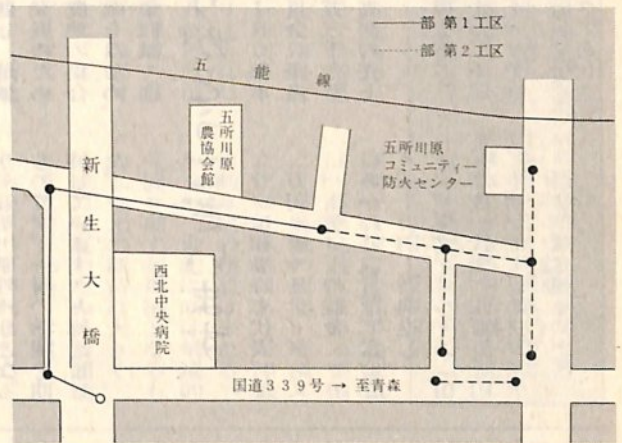 部 第1工区
部 第2工区
五能線
五所川原
農協会館
五所川原
コミュニティー
防火センター
新生大橋
西北中央病院
国道339号 → 至青森